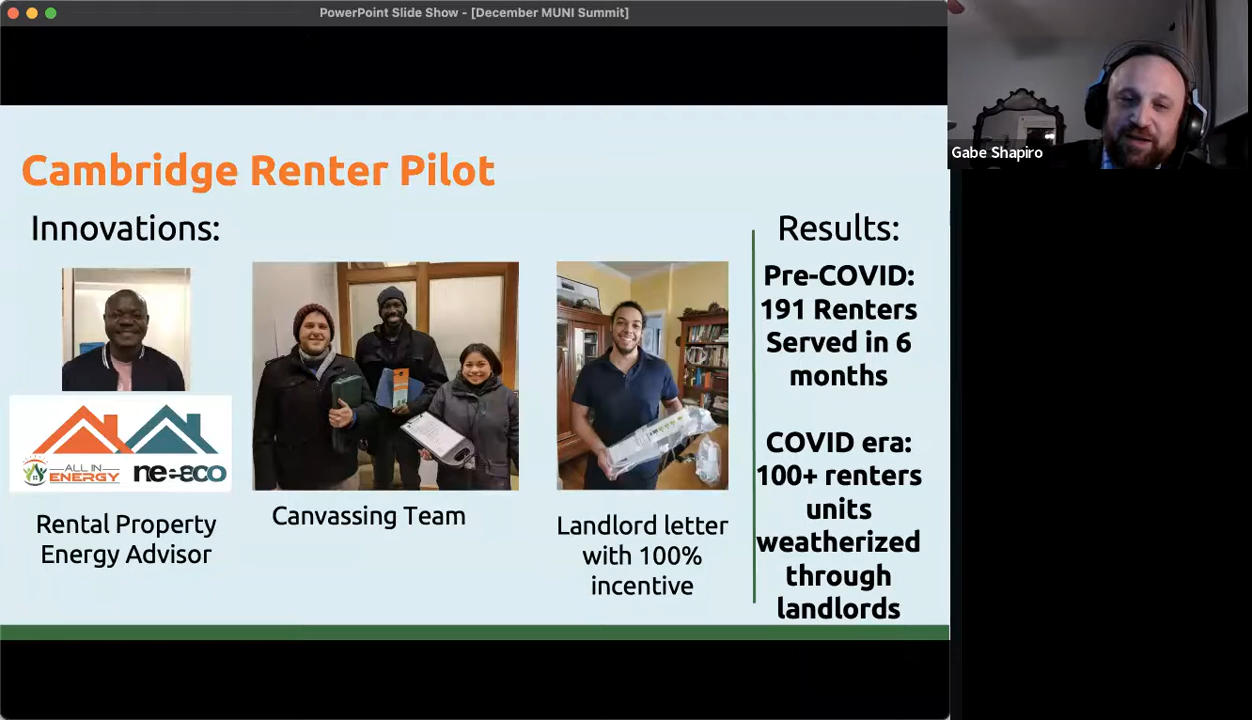 PowerPoint Slide Show - [December MUNI Summit]
Gabe Shapiro
Cambridge Renter Pilot
Innovations:
ALL IN
ENERGY
neeeco
Rental Property
Energy Advisor
Canvassing Team
Landlord letter
with 100%
incentive
Results:
Pre-COVID:
191 Renters
Served in 6
months
COVID era:
100+ renters
units
weatherized
through
landlords